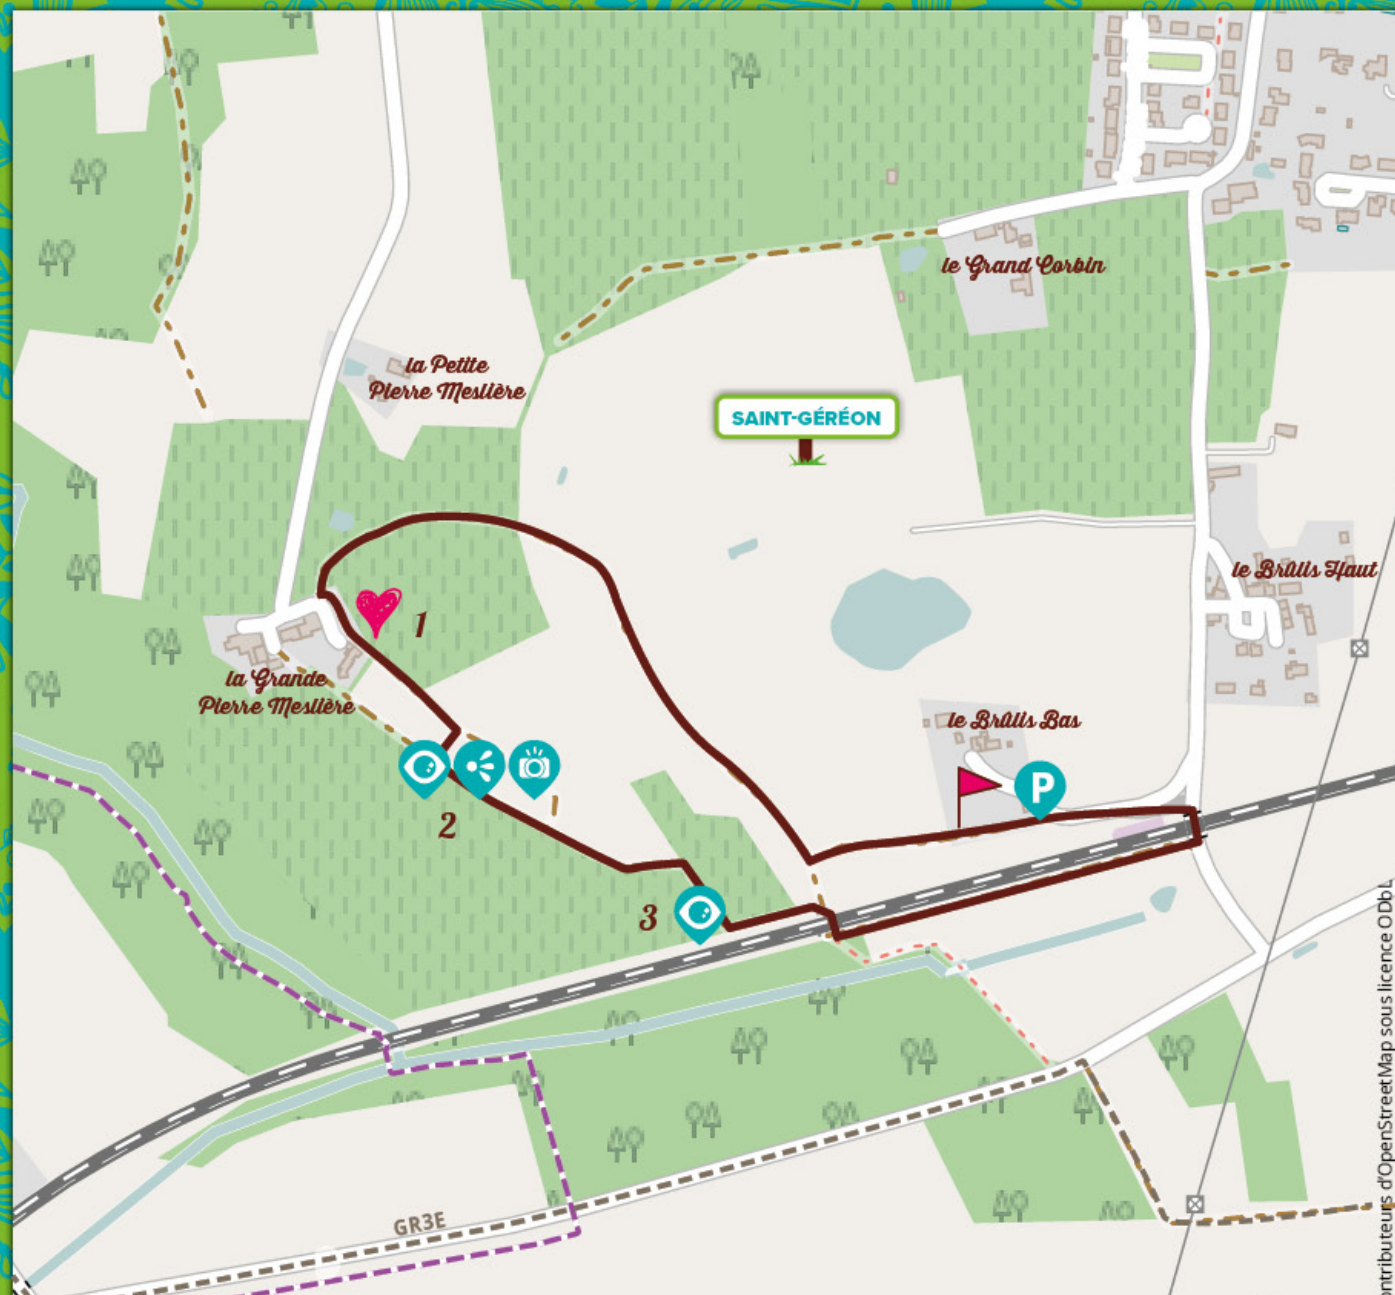 le Grand Corbin
la Petite
Pierre Meslière
SAINT-GÉRÉON
le Brûlis Haut
1
la Grande
Pierre Meslière
le Brûlis Bas
P
2
3
GR3E
ntributeurs d'OpenStreetMap sous licence ODbL